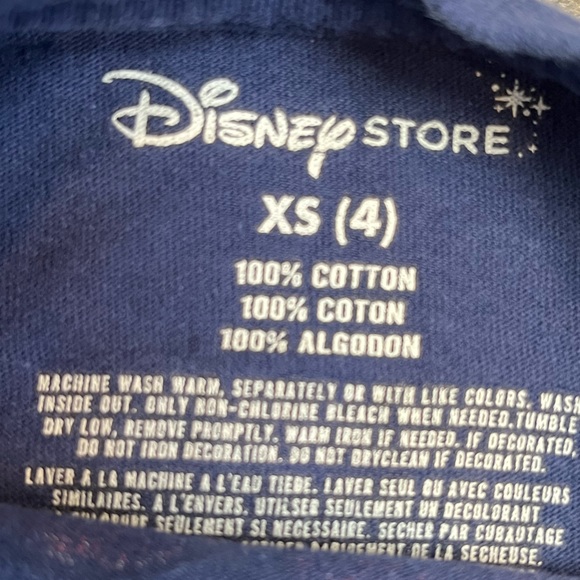 Disney STORE
XS (4)
100% COTTON
100% COTON
100% ALGODON
MACHINE WASH WARM, SEPARATELY OR WITH LIKE COLORS. WASH
INSIDE OUT. ONLY NON-CHLORINE BLEACH WHEN NEEDED.TUMBLE
DRY LOW, REMOVE PROMPTLY. WARM IRON IF NEEDED. IF DECORATED,
DO NOT IRON DECORATION. DO NOT DRYCLEAN IF DECORATED.
LAVER A LA MACHINE A L'EAU TIEDE. LAVER SEUL OU AVEC COULEURS
SIMILAIRES. A L'ENVERS. UTILSER SEULEMENT UN DECOLORANT
SEULEMENT SI NECESSAIRE. SECHER PAR CUBAUTAGE
RAPIDEMENT DE LA SECHEUSE.